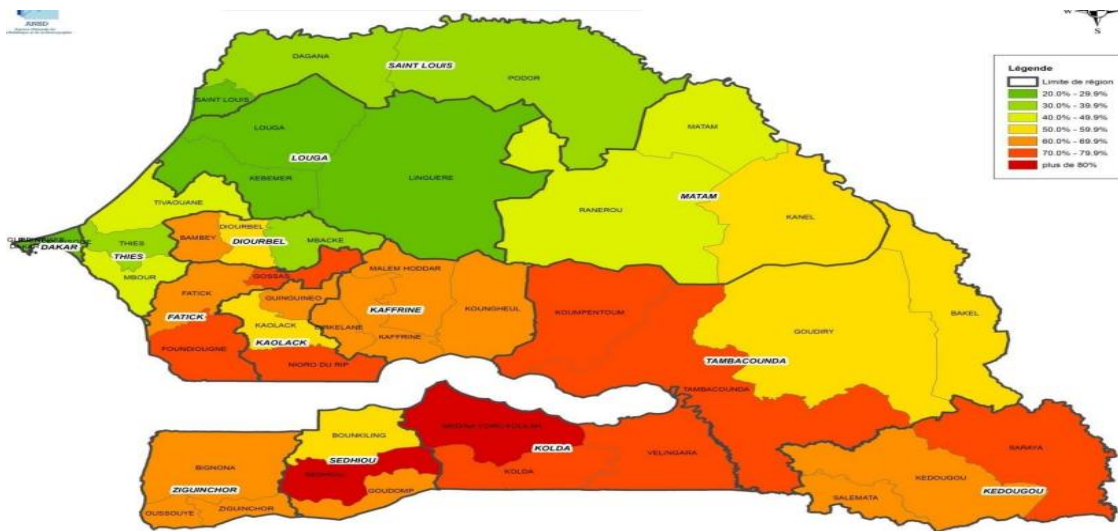 ANSD
W
S
Légende
Limite de région
20.0% - 29.9%
30.0% - 39.9%
40.0% - 49.9%
50.0% - 59.9%
60.0% - 69.9%
70.0% - 79.9%
plus de 80%
DAGANA
SAINT LOUIS
PODOR
SAINT LOUIS
LOUGA
MATAM
LOUGA
KEBEMER
LINGUERE
TIVAOUANE
RANEROU
MATAM
KANEL
BAMBEY
DIOURBEL
DIOURBEL
MBACKE
DAKAR
THIES
THIES
MBOUR
GOSSAS
MALEM HODDAR
FATICK
GUINGUINEO
KAFFRINE
KOUNGHEUL
KOUMPENTOUM
BAKEL
FATICK
KAOLACK
KAOLACK
KAFFRINE
GOUDIRY
FOUNDIOUGNE
NIORO DU RIP
TAMBACOUNDA
TAMBACOUNDA
BOUNKILING
KOLDA
SARAYA
SEDHIOU
KOLDA
VELINGARA
BIGNONA
ZIGUINCHOR
GOUDOMP
KEDOUGOU
KEDOUGOU
SALEMATA
OUSSOUYE
ZIGUINCHOR